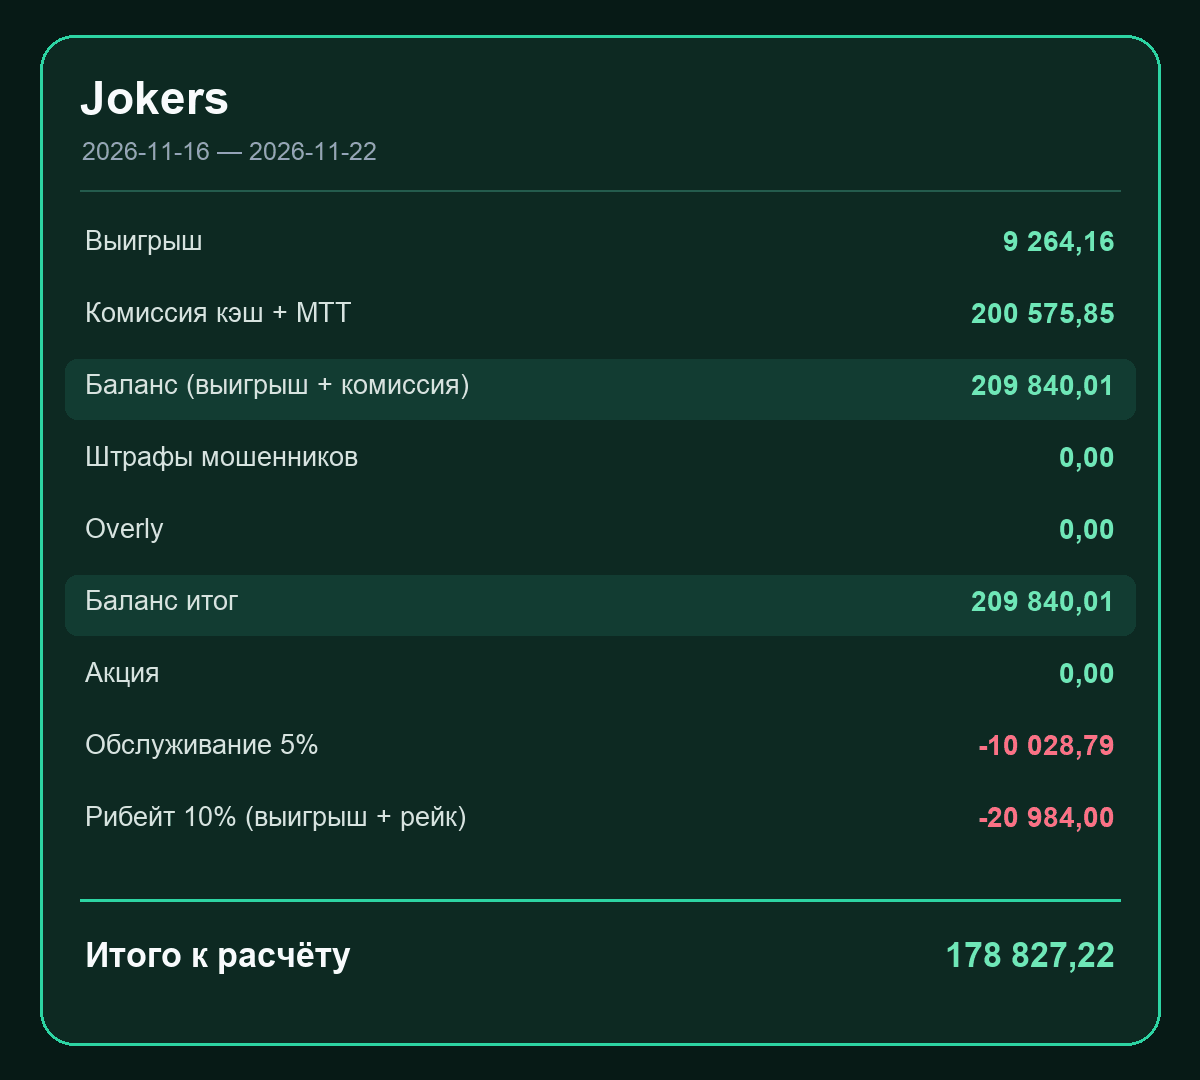 Jokers
2026-11-16 — 2026-11-22
Выигрыш 9 264,16
Комиссия кэш + МТТ 200 575,85
Баланс (выигрыш + комиссия) 209 840,01
Штрафы мошенников 0,00
Overly 0,00
Баланс итог 209 840,01
Акция 0,00
Обслуживание 5% -10 028,79
Рибейт 10% (выигрыш + рейк) -20 984,00
Итого к расчёту 178 827,22